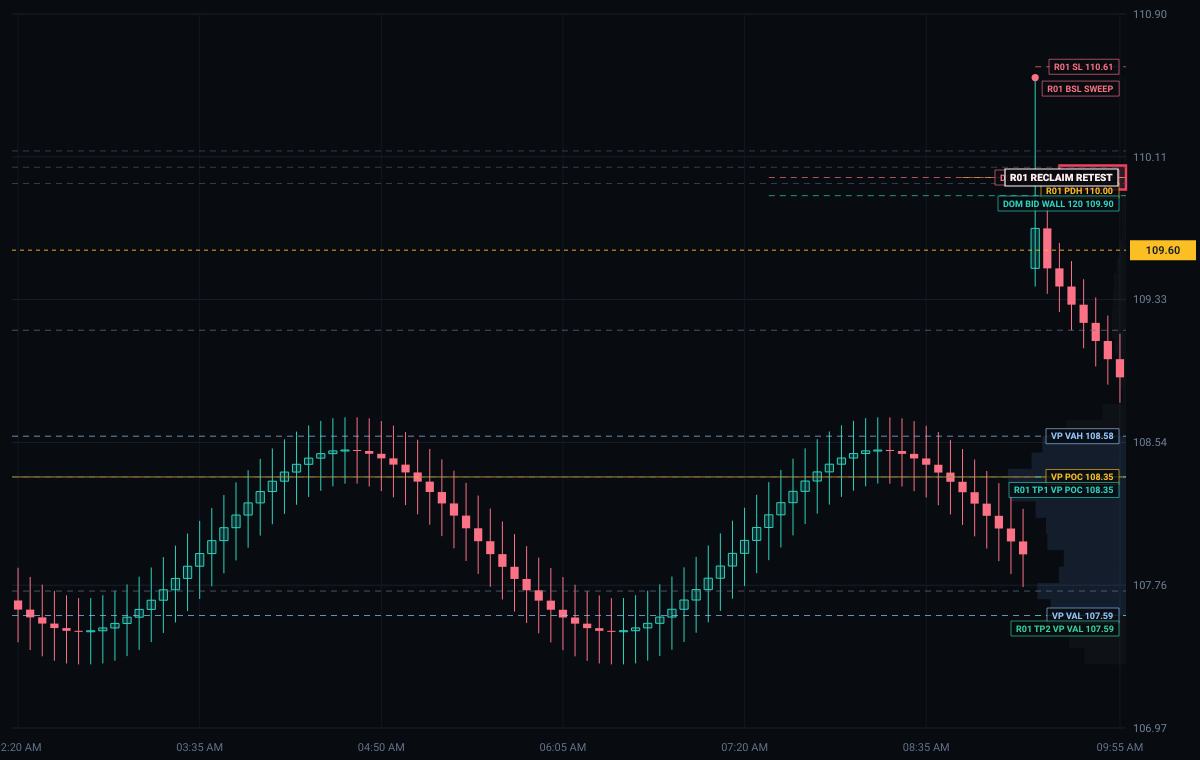 110.90
R01 SL 110.61
R01 BSL SWEEP
110.11
R01 RECLAIM RETEST
R01 PDH 110.00
DOM BID WALL 120 109.90
109.60
109.33
VP VAH 108.58
108.54
VP POC 108.35
R01 TP1 VP POC 108.35
107.76
VP VAL 107.59
R01 TP2 VP VAL 107.59
106.97
2:20 AM 03:35 AM 04:50 AM 06:05 AM 07:20 AM 08:35 AM 09:55 AM